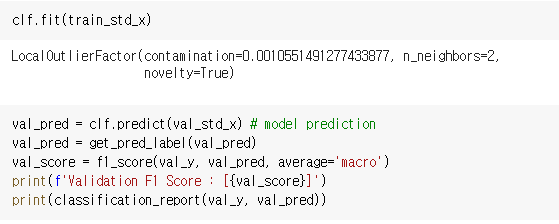 clf.fit(train_std_x)
LocalOutlierFactor(contamination=0.0010551491277433877, n_neighbors=2,
novelty=True)
val_pred = clf.predict(val_std_x) # model prediction
val_pred = get_pred_label(val_pred)
val_score = f1_score(val_y, val_pred, average='macro')
print(f'Validation F1 Score : [{val_score}]')
print(classification_report(val_y, val_pred))